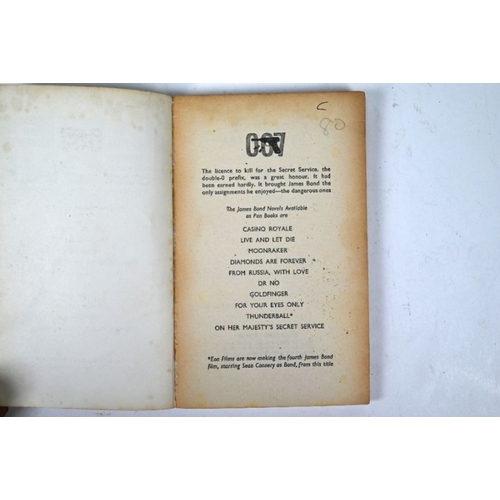 C
80
007
The licence to kill for the Secret Service, the
double-0 prefix, was a great honour. It had
been earned hardly. It brought James Bond the
only assignments he enjoyed—the dangerous ones
The James Bond Novels Available
as Pan Books are
CASINO ROYALE
LIVE AND LET DIE
MOONRAKER
DIAMONDS ARE FOREVER
FROM RUSSIA, WITH LOVE
DR NO
GOLDFINGER
FOR YOUR EYES ONLY
THUNDERBALL*
ON HER MAJESTY'S SECRET SERVICE
*Eon Films are now making the fourth James Bond
film, starring Sean Connery as Bond, from this title